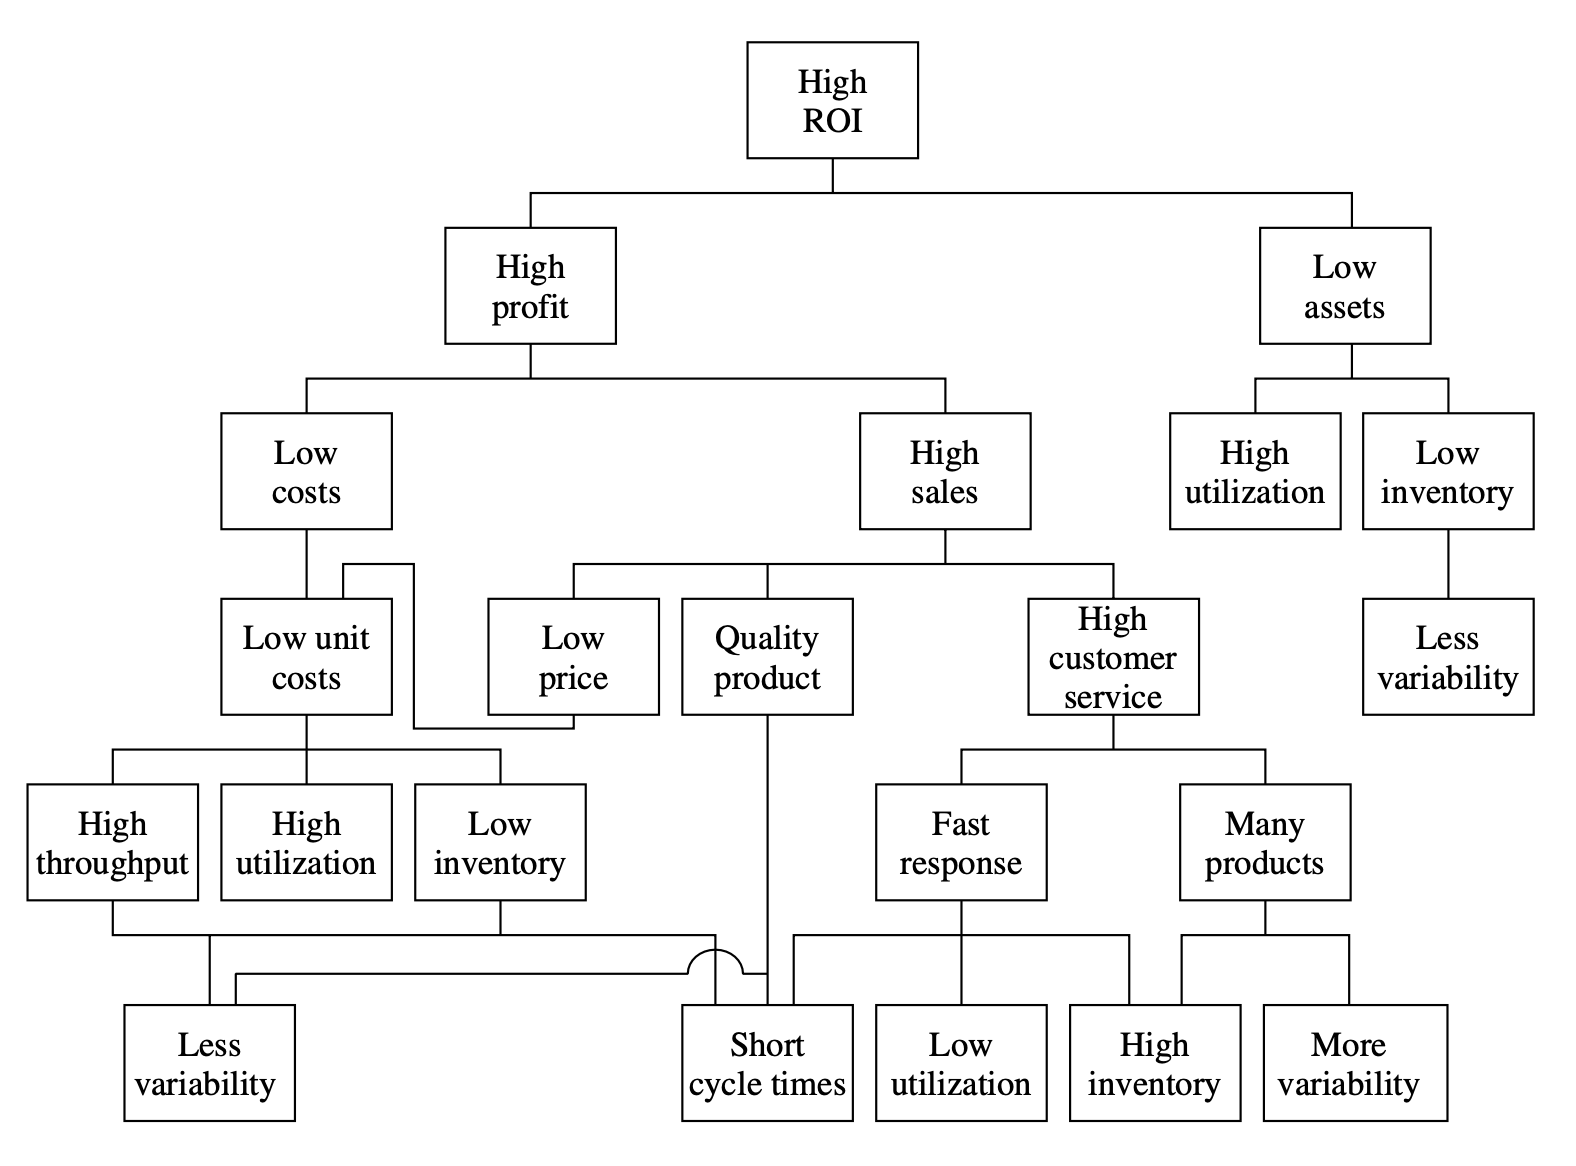 High
ROI
High
profit
Low
assets
Low
costs
High
sales
High
utilization
Low
inventory
Low unit
costs
Low
price
Quality
product
High
customer
service
Less
variability
High
throughput
High
utilization
Low
inventory
Fast
response
Many
products
Less
variability
Short
cycle times
Low
utilization
High
inventory
More
variability